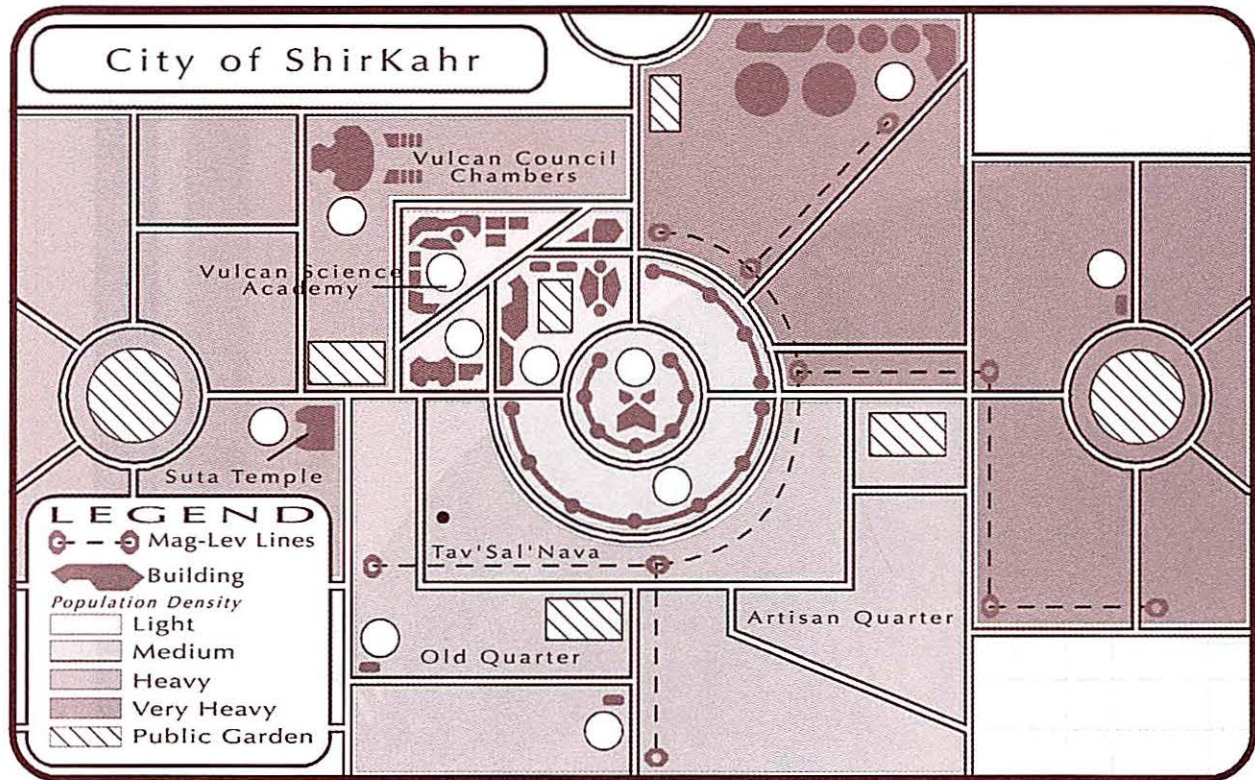 City of ShirKahr
Vulcan Council
Chambers
Vulcan Science
Academy
Suta Temple
Tav'Sal'Nava
Artisan Quarter
Old Quarter
LEGEND
Mag-Lev Lines
Building
Population Density
Light
Medium
Heavy
Very Heavy
Public Garden